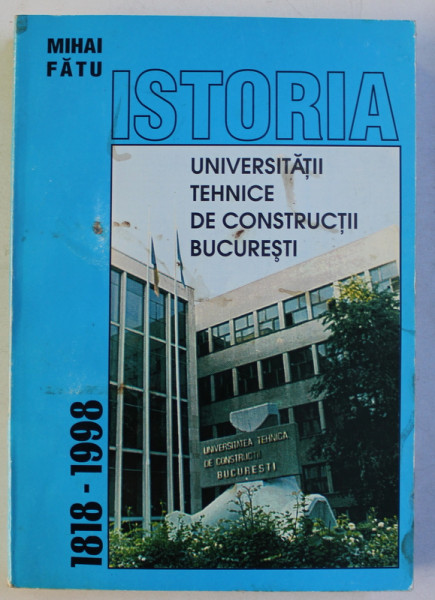 MIHAI
FĂTU
ISTORIA
UNIVERSITĂȚII
TEHNICE
DE CONSTRUCȚII
BUCUREȘTI
1818 - 1998
UNIVERSITATEA TEHNICA
DE CONSTRUCTII
BUCURESTI